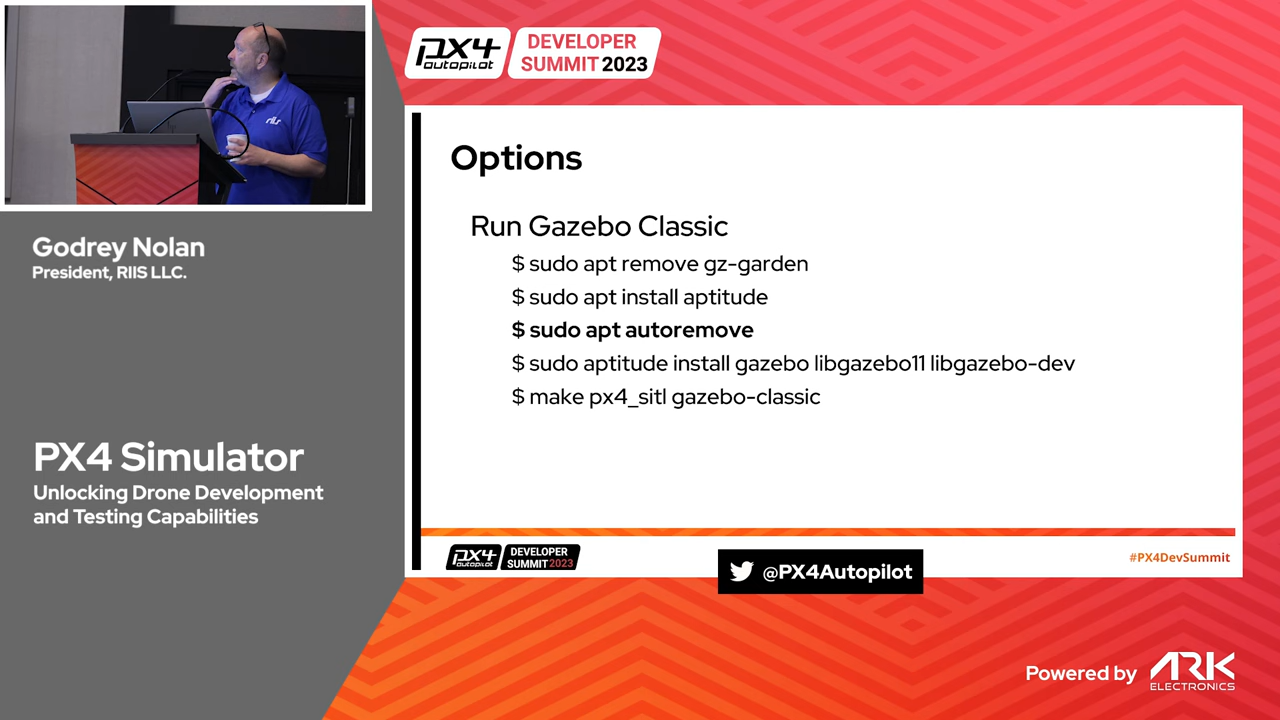 px4
autopilot
DEVELOPER
SUMMIT 2023
riis
Options
Run Gazebo Classic
$ sudo apt remove gz-garden
$ sudo apt install aptitude
$ sudo apt autoremove
$ sudo aptitude install gazebo libgazebo11 libgazebo-dev
$ make px4_sitl gazebo-classic
Godrey Nolan
President, RIIS LLC.
PX4 Simulator
Unlocking Drone Development
and Testing Capabilities
px4
autopilot
DEVELOPER
SUMMIT 2023
@PX4Autopilot
#PX4DevSummit
Powered by
ARK
ELECTRONICS